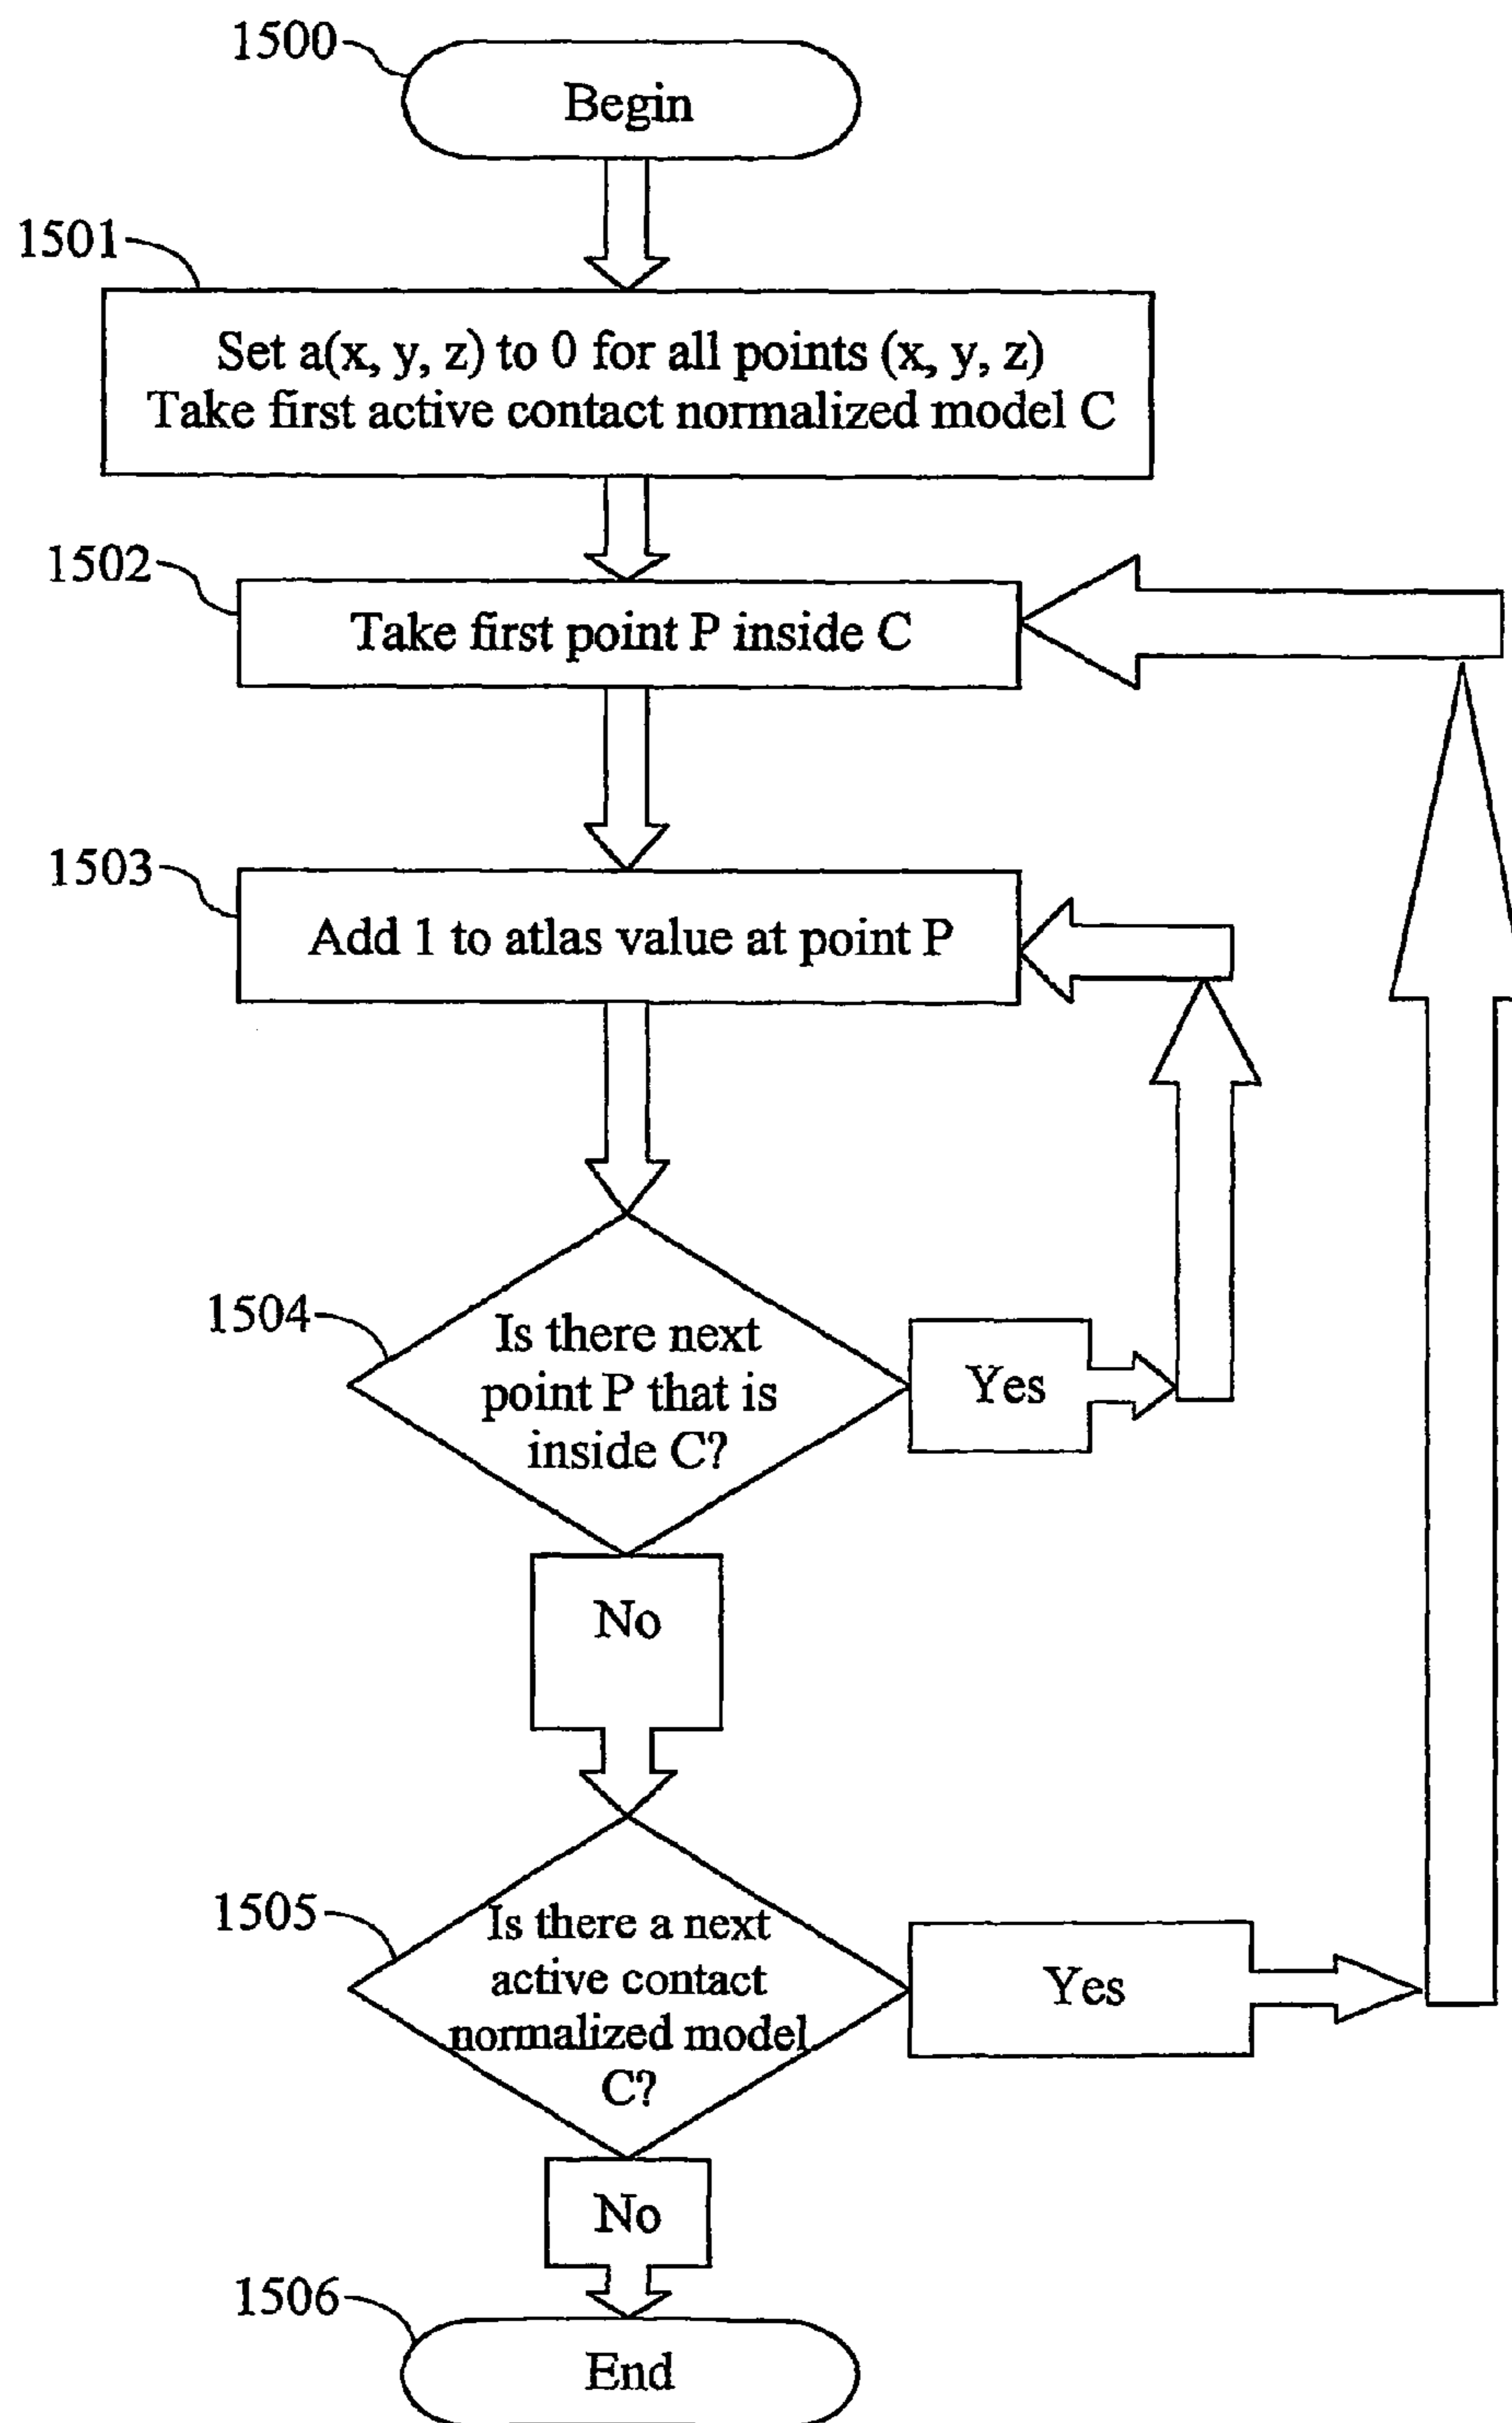 1500
Begin
1501
Set a(x, y, z) to 0 for all points (x, y, z)
Take first active contact normalized model C
1502
Take first point P inside C
1503
Add 1 to atlas value at point P
1504
Is there next
point P that is
inside C?
Yes
No
1505
Is there a next
active contact
normalized model
C?
Yes
No
1506
End